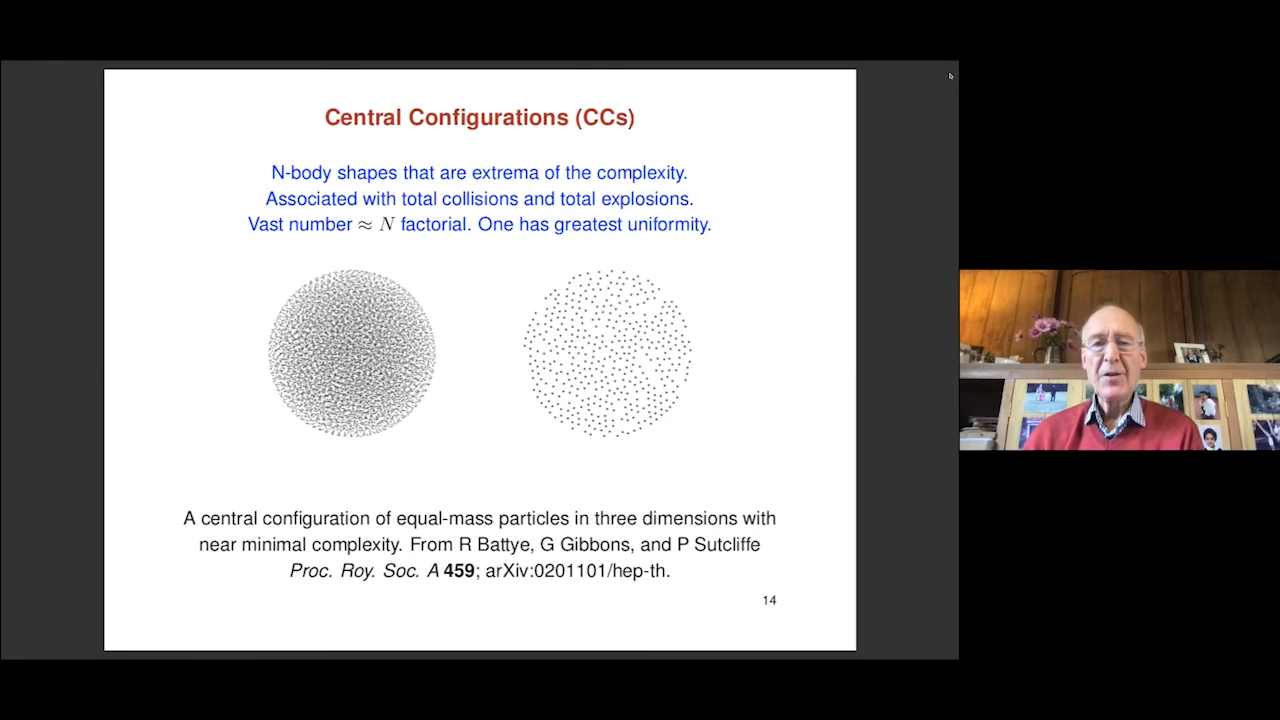 Central Configurations (CCs)
N-body shapes that are extrema of the complexity.
Associated with total collisions and total explosions.
Vast number ≈ N factorial. One has greatest uniformity.
A central configuration of equal-mass particles in three dimensions with
near minimal complexity. From R Battye, G Gibbons, and P Sutcliffe
Proc. Roy. Soc. A 459; arXiv:0201101/hep-th.
14